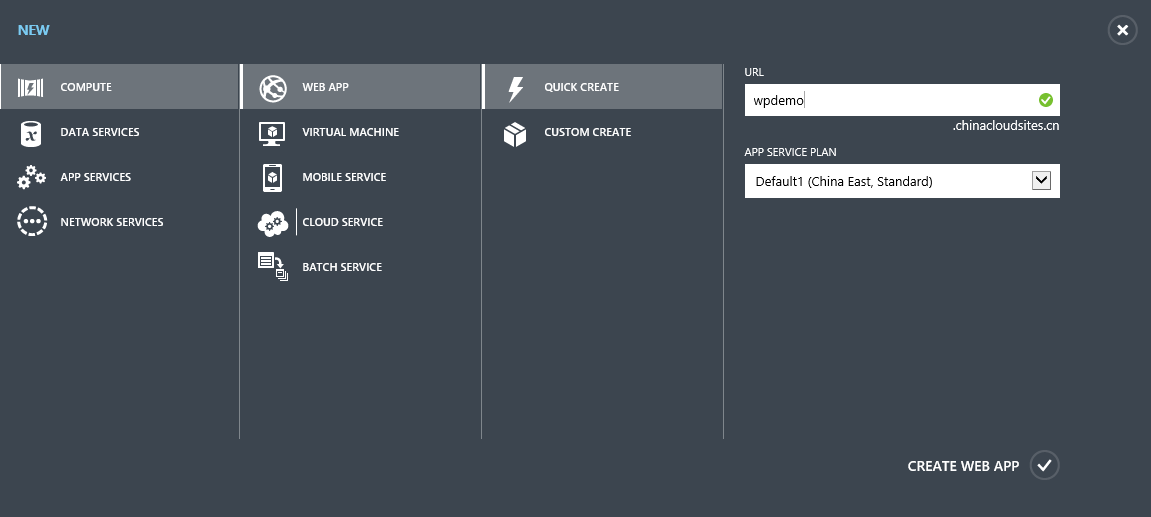 NEW
COMPUTE
DATA SERVICES
APP SERVICES
NETWORK SERVICES
WEB APP
VIRTUAL MACHINE
MOBILE SERVICE
CLOUD SERVICE
BATCH SERVICE
QUICK CREATE
CUSTOM CREATE
URL
wpdemo
.chinacloudsites.cn
APP SERVICE PLAN
Default1 (China East, Standard)
CREATE WEB APP